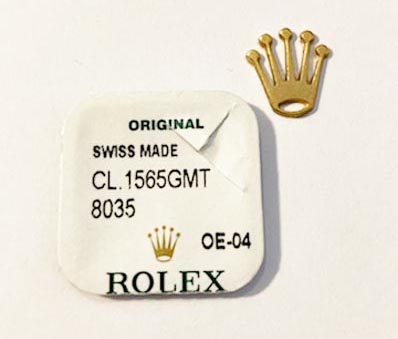 ORIGINAL
SWISS MADE
CL.1565GMT
8035
OE-04
ROLEX